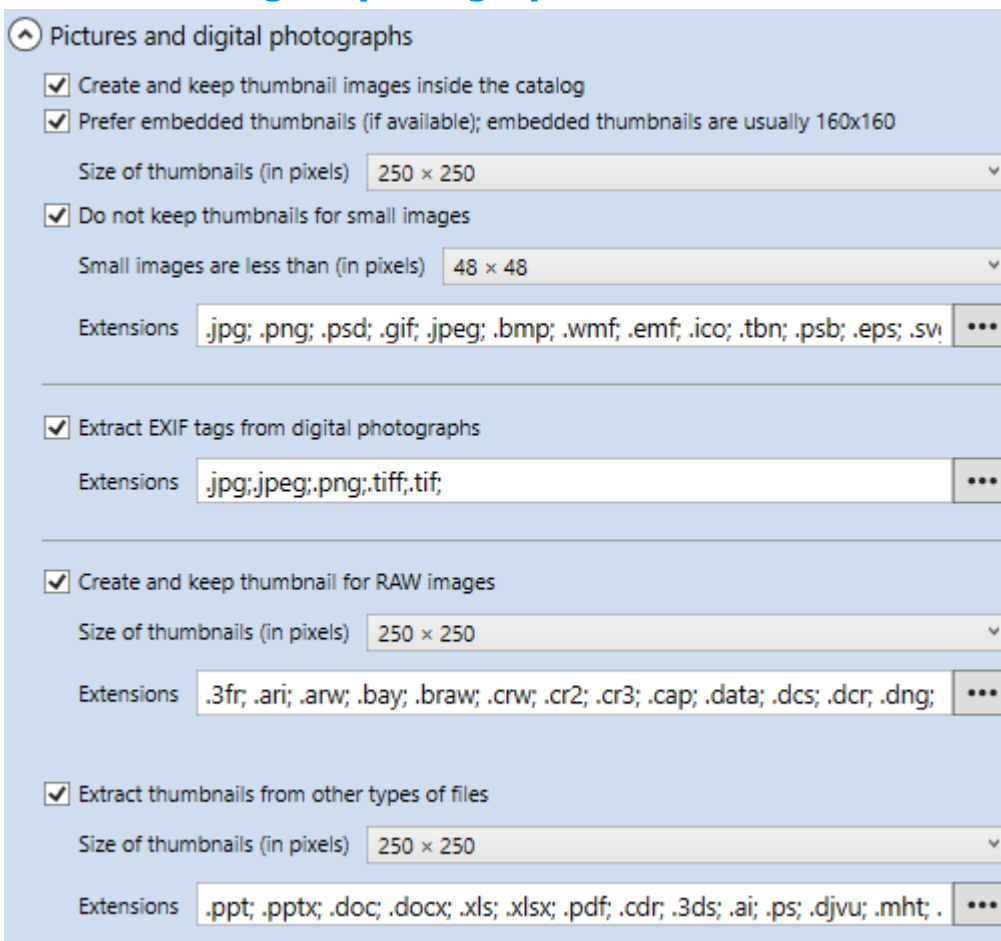 Pictures and digital photographs
Create and keep thumbnail images inside the catalog
Prefer embedded thumbnails (if available); embedded thumbnails are usually 160x160
Size of thumbnails (in pixels) 250 × 250
Do not keep thumbnails for small images
Small images are less than (in pixels) 48 × 48
Extensions .jpg; .png; .psd; .gif; .jpeg; .bmp; .wmf; .emf; .ico; .tbn; .psb; .eps; .sv
Extract EXIF tags from digital photographs
Extensions .jpg;.jpeg;.png;.tiff;.tif;
Create and keep thumbnail for RAW images
Size of thumbnails (in pixels) 250 × 250
Extensions .3fr; .ari; .arw; .bay; .braw; .crw; .cr2; .cr3; .cap; .data; .dcs; .dcr; .dng;
Extract thumbnails from other types of files
Size of thumbnails (in pixels) 250 × 250
Extensions .ppt; .pptx; .doc; .docx; .xls; .xlsx; .pdf; .cdr; .3ds; .ai; .ps; .djvu; .mht; .